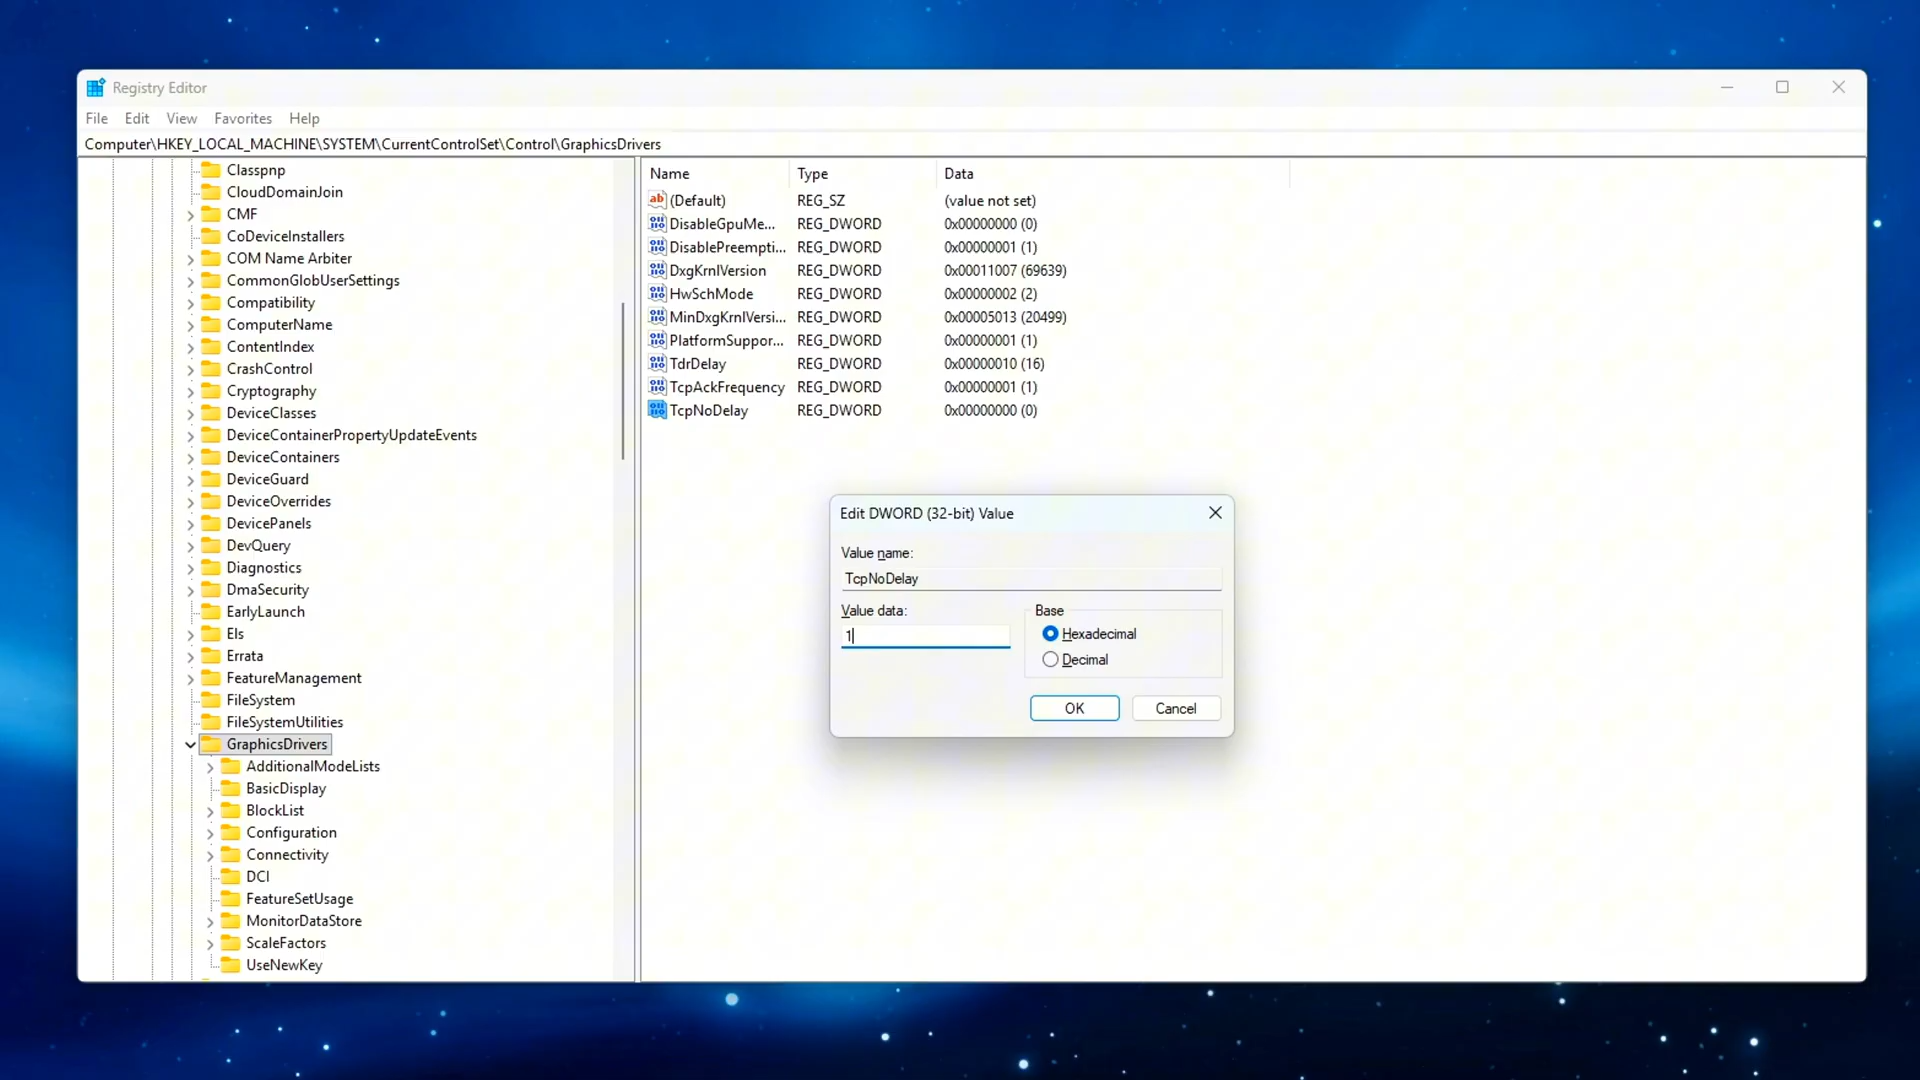 Registry Editor
File Edit View Favorites Help
Computer\HKEY_LOCAL_MACHINE\SYSTEM\CurrentControlSet\Control\GraphicsDrivers
Classpnp
CloudDomainJoin
CMF
CoDeviceInstallers
COM Name Arbiter
CommonGlobUserSettings
Compatibility
ComputerName
ContentIndex
CrashControl
Cryptography
DeviceClasses
DeviceContainerPropertyUpdateEvents
DeviceContainers
DeviceGuard
DeviceOverrides
DevicePanels
DevQuery
Diagnostics
DmaSecurity
EarlyLaunch
Els
Errata
FeatureManagement
FileSystem
FileSystemUtilities
GraphicsDrivers
AdditionalModeLists
BasicDisplay
BlockList
Configuration
Connectivity
DCI
FeatureSetUsage
MonitorDataStore
ScaleFactors
UseNewKey
Name Type Data
(Default) REG_SZ (value not set)
DisableGpuMe... REG_DWORD 0x00000000 (0)
DisablePreempti... REG_DWORD 0x00000001 (1)
DxgKrnlVersion REG_DWORD 0x00011007 (69639)
HwSchMode REG_DWORD 0x00000002 (2)
MinDxgKrnlVersi... REG_DWORD 0x00005013 (20499)
PlatformSuppor... REG_DWORD 0x00000001 (1)
TdrDelay REG_DWORD 0x00000010 (16)
TcpAckFrequency REG_DWORD 0x00000001 (1)
TcpNoDelay REG_DWORD 0x00000000 (0)
Edit DWORD (32-bit) Value
Value name:
TcpNoDelay
Value data: Base
1 Hexadecimal
Decimal
OK Cancel